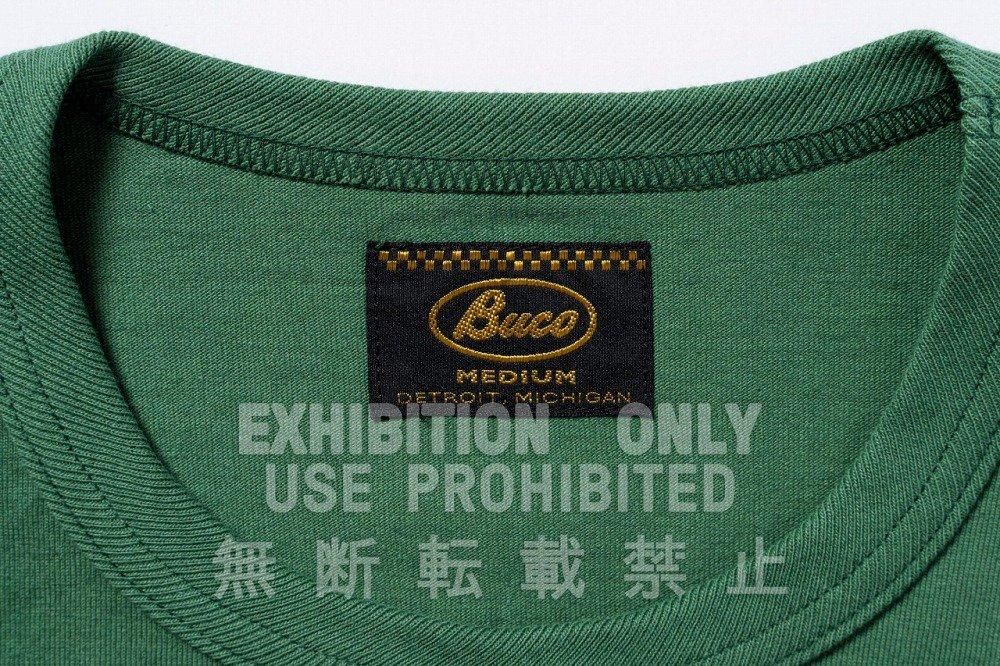 Buco
MEDIUM
DETROIT, MICHIGAN
EXHIBITION ONLY
USE PROHIBITED
無断転載禁止